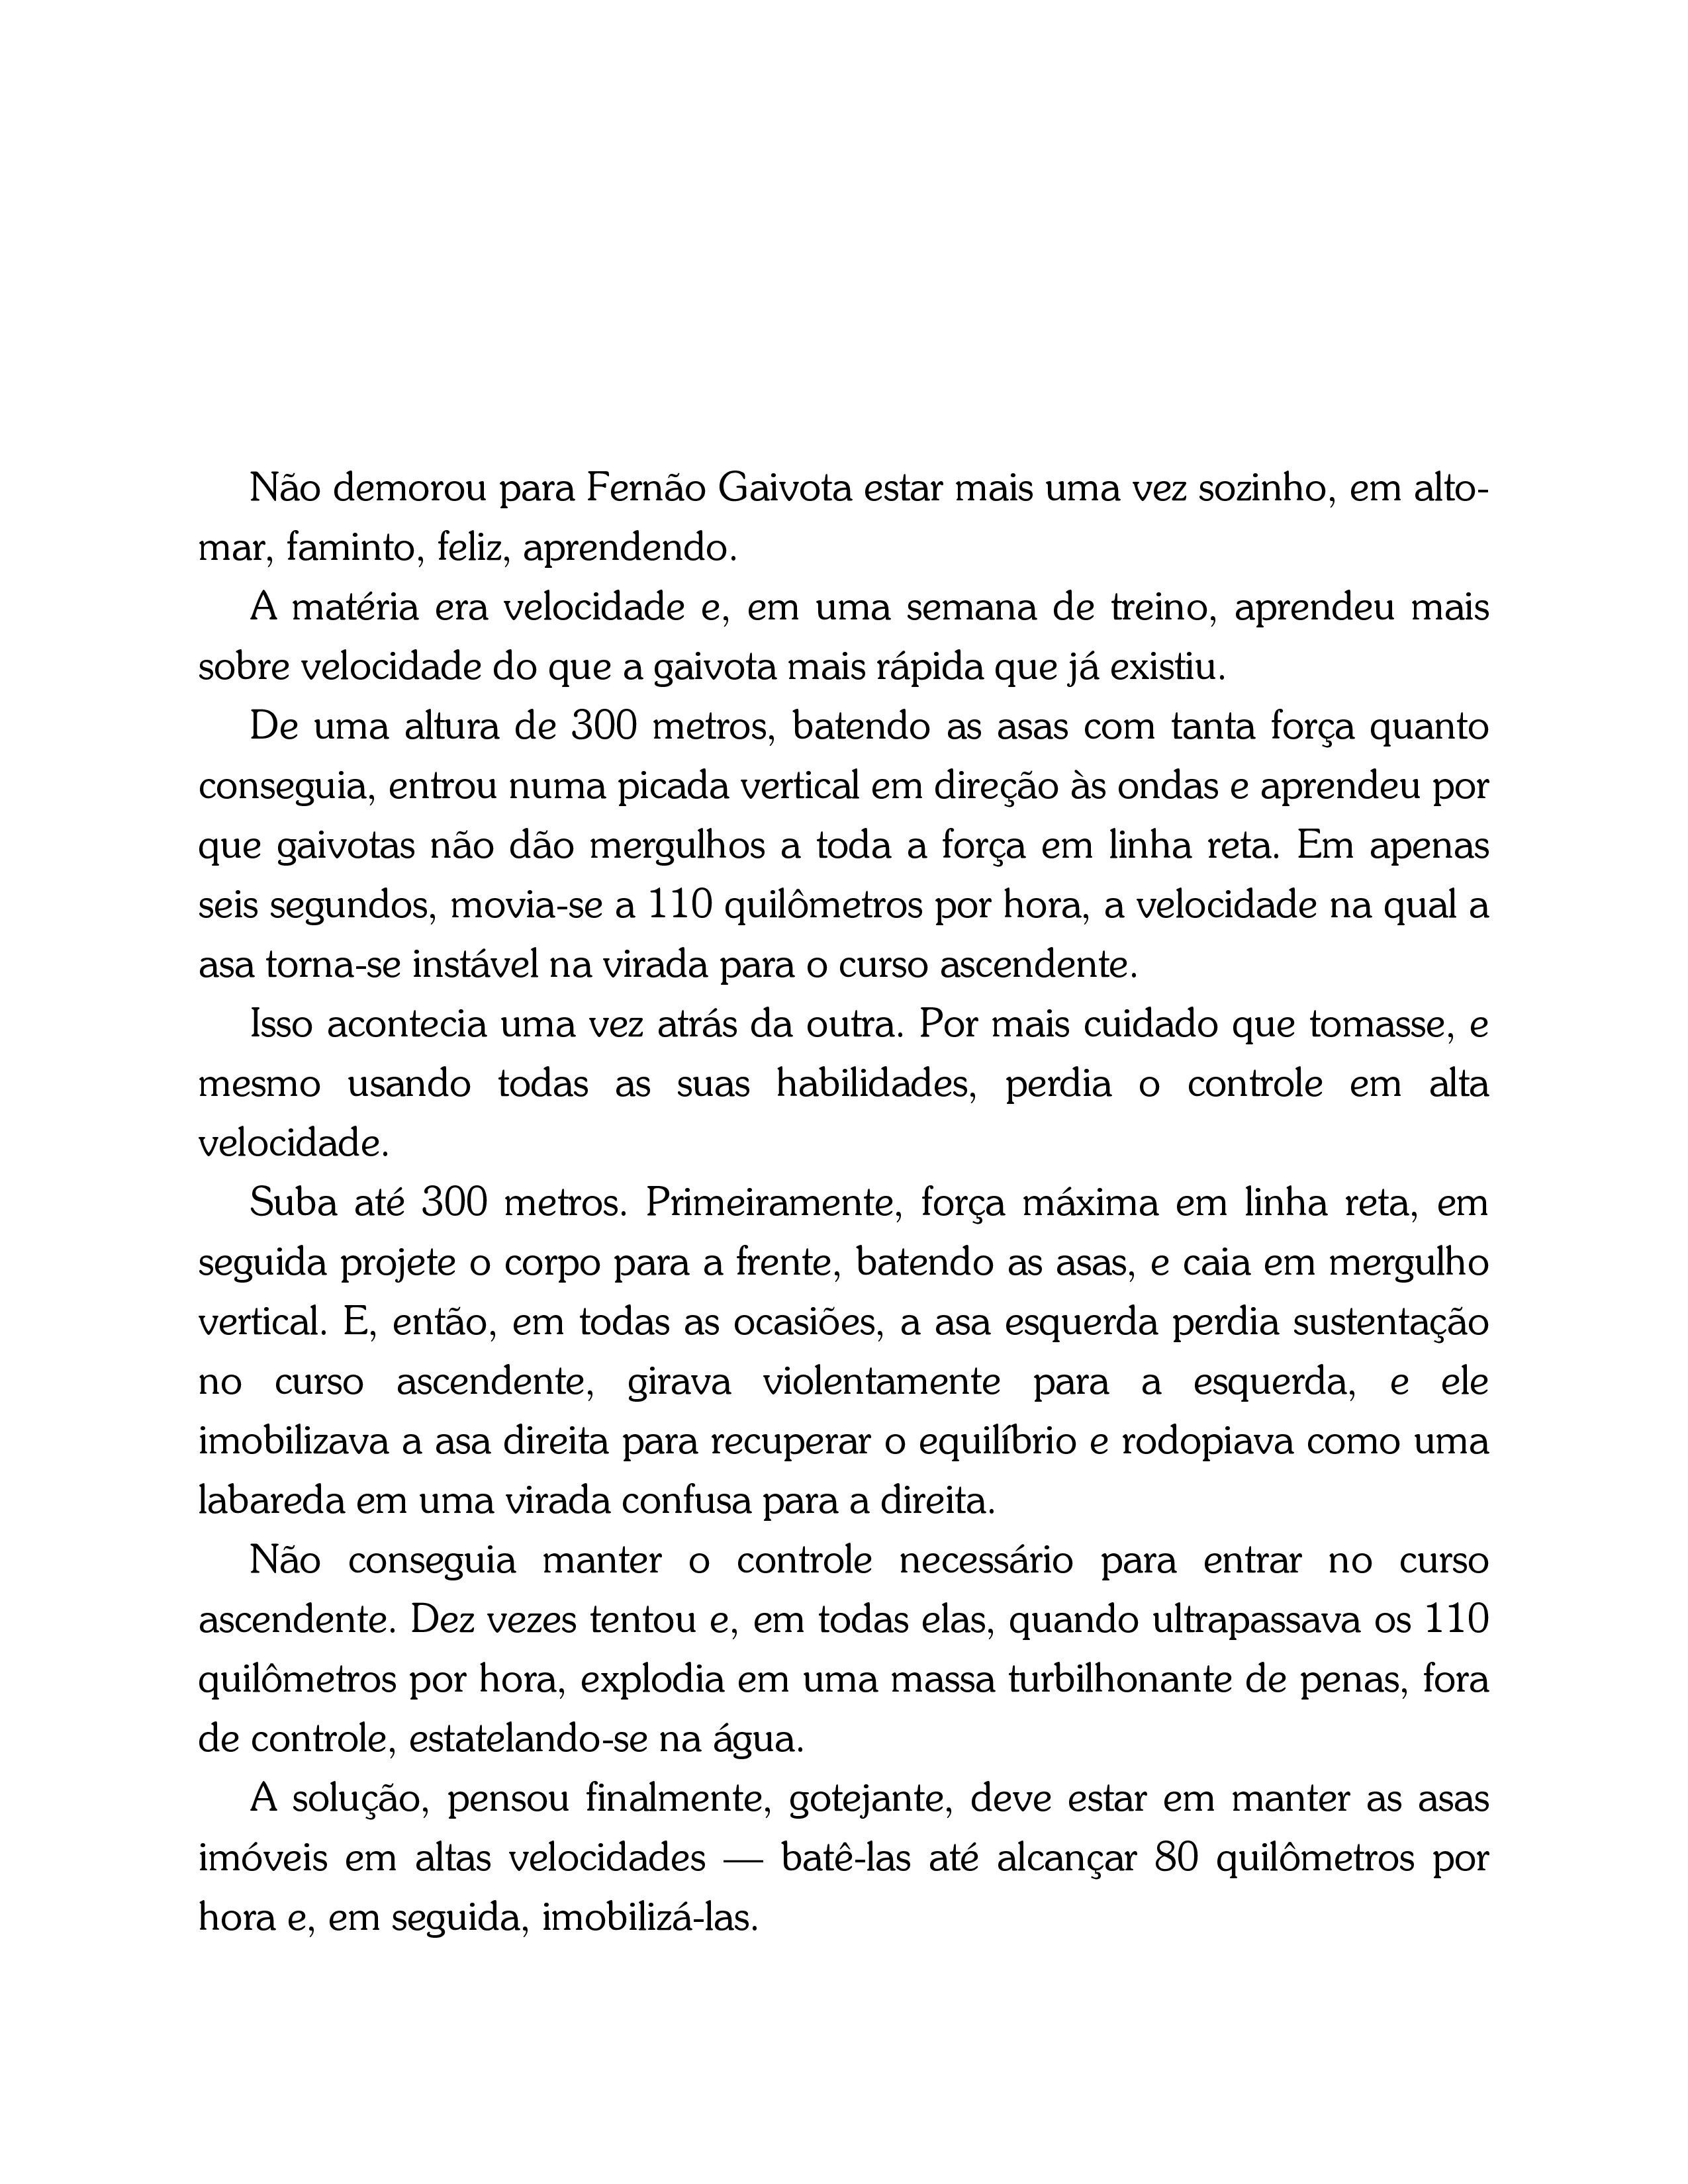 Não demorou para Fernão Gaivota estar mais uma vez sozinho, em alto-
mar, faminto, feliz, aprendendo.
A matéria era velocidade e, em uma semana de treino, aprendeu mais
sobre velocidade do que a gaivota mais rápida que já existiu.
De uma altura de 300 metros, batendo as asas com tanta força quanto
conseguia, entrou numa picada vertical em direção às ondas e aprendeu por
que gaivotas não dão mergulhos a toda a força em linha reta. Em apenas
seis segundos, movia-se a 110 quilômetros por hora, a velocidade na qual a
asa torna-se instável na virada para o curso ascendente.
Isso acontecia uma vez atrás da outra. Por mais cuidado que tomasse, e
mesmo usando todas as suas habilidades, perdia o controle em alta
velocidade.
Suba até 300 metros. Primeiramente, força máxima em linha reta, em
seguida projete o corpo para a frente, batendo as asas, e caia em mergulho
vertical. E, então, em todas as ocasiões, a asa esquerda perdia sustentação
no curso ascendente, girava violentamente para a esquerda, e ele
imobilizava a asa direita para recuperar o equilíbrio e rodopiava como uma
labareda em uma virada confusa para a direita.
Não conseguia manter o controle necessário para entrar no curso
ascendente. Dez vezes tentou e, em todas elas, quando ultrapassava os 110
quilômetros por hora, explodia em uma massa turbilhonante de penas, fora
de controle, estatelando-se na água.
A solução, pensou finalmente, gotejante, deve estar em manter as asas
imóveis em altas velocidades — batê-las até alcançar 80 quilômetros por
hora e, em seguida, imobilizá-las.